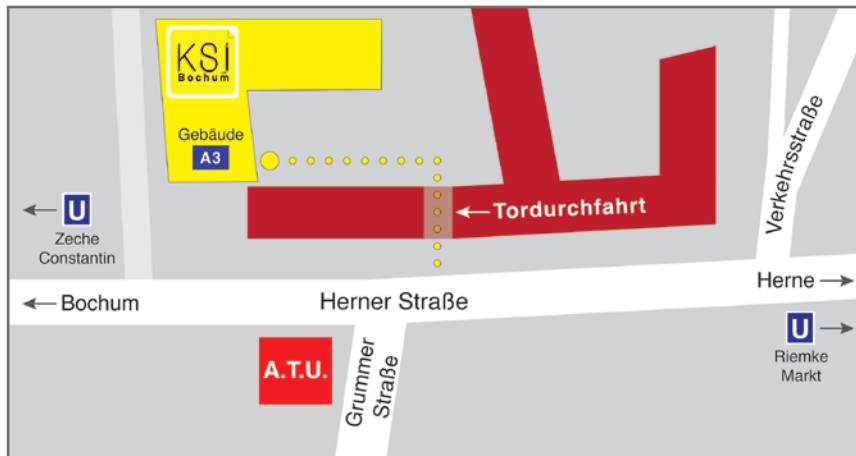 KSI
Bochum
Gebäude
A3
Tordurchfahrt
Verkehrsstraße
U
Zeche
Constantin
Bochum
Herner Straße
Herne
U
Riemke
Markt
A.T.U.
Grummer
Straße